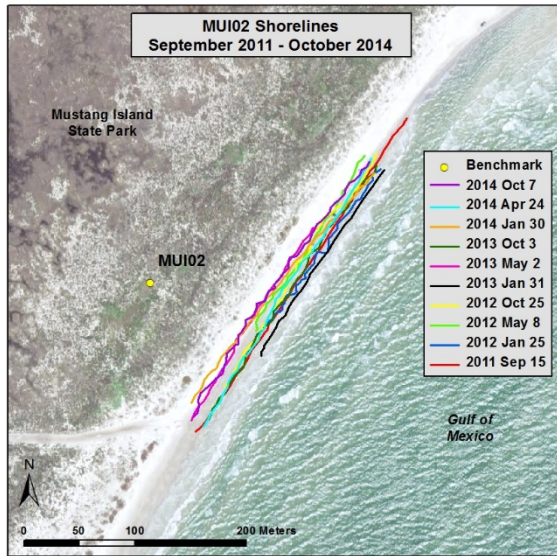 MUI02 Shorelines
September 2011 - October 2014
Mustang Island
State Park
MUI02
Benchmark
2014 Oct 7
2014 Apr 24
2014 Jan 30
2013 Oct 3
2013 May 2
2013 Jan 31
2012 Oct 25
2012 May 8
2012 Jan 25
2011 Sep 15
Gulf of
Mexico
N
0 50 100 200 Meters